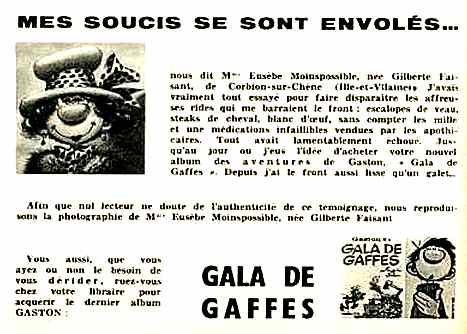 MES SOUCIS SE SONT ENVOLÉS...
nous dit Mme Eusèbe Moinspossible, née Gilberte Fai-
sant, de Corbion-sur-Chène (Ille-et-Vilaine)» J'avais
vraiment tout essayé pour faire disparaitre les affreu-
ses rides qui me barraient le front : escalopes de veau,
steaks de cheval, blanc d'œuf, sans compter les mille
et une médications infaillibles vendues par les apothi-
caires. Tout avait lamentablement échoué. Jus-
qu'au jour ou j'eus l'idée d'acheter votre nouvel
album des aventures de Gaston, « Gala de
Gaffes ». Depuis j'ai le front aussi lisse qu'un galet...
Afin que nul lecteur ne doute de l'authenticité de ce temoignage, nous reprodui-
sons la photographie de Mme Eusèbe Moinspossible, née Gilberte Faisant
Vous aussi, que vous
ayez ou non le besoin de
vous dérider, ruez-vous
chez votre libraire pour
acquerir le dernier album
GASTON :
GALA DE
GAFFES
GALA DE
GAFFES